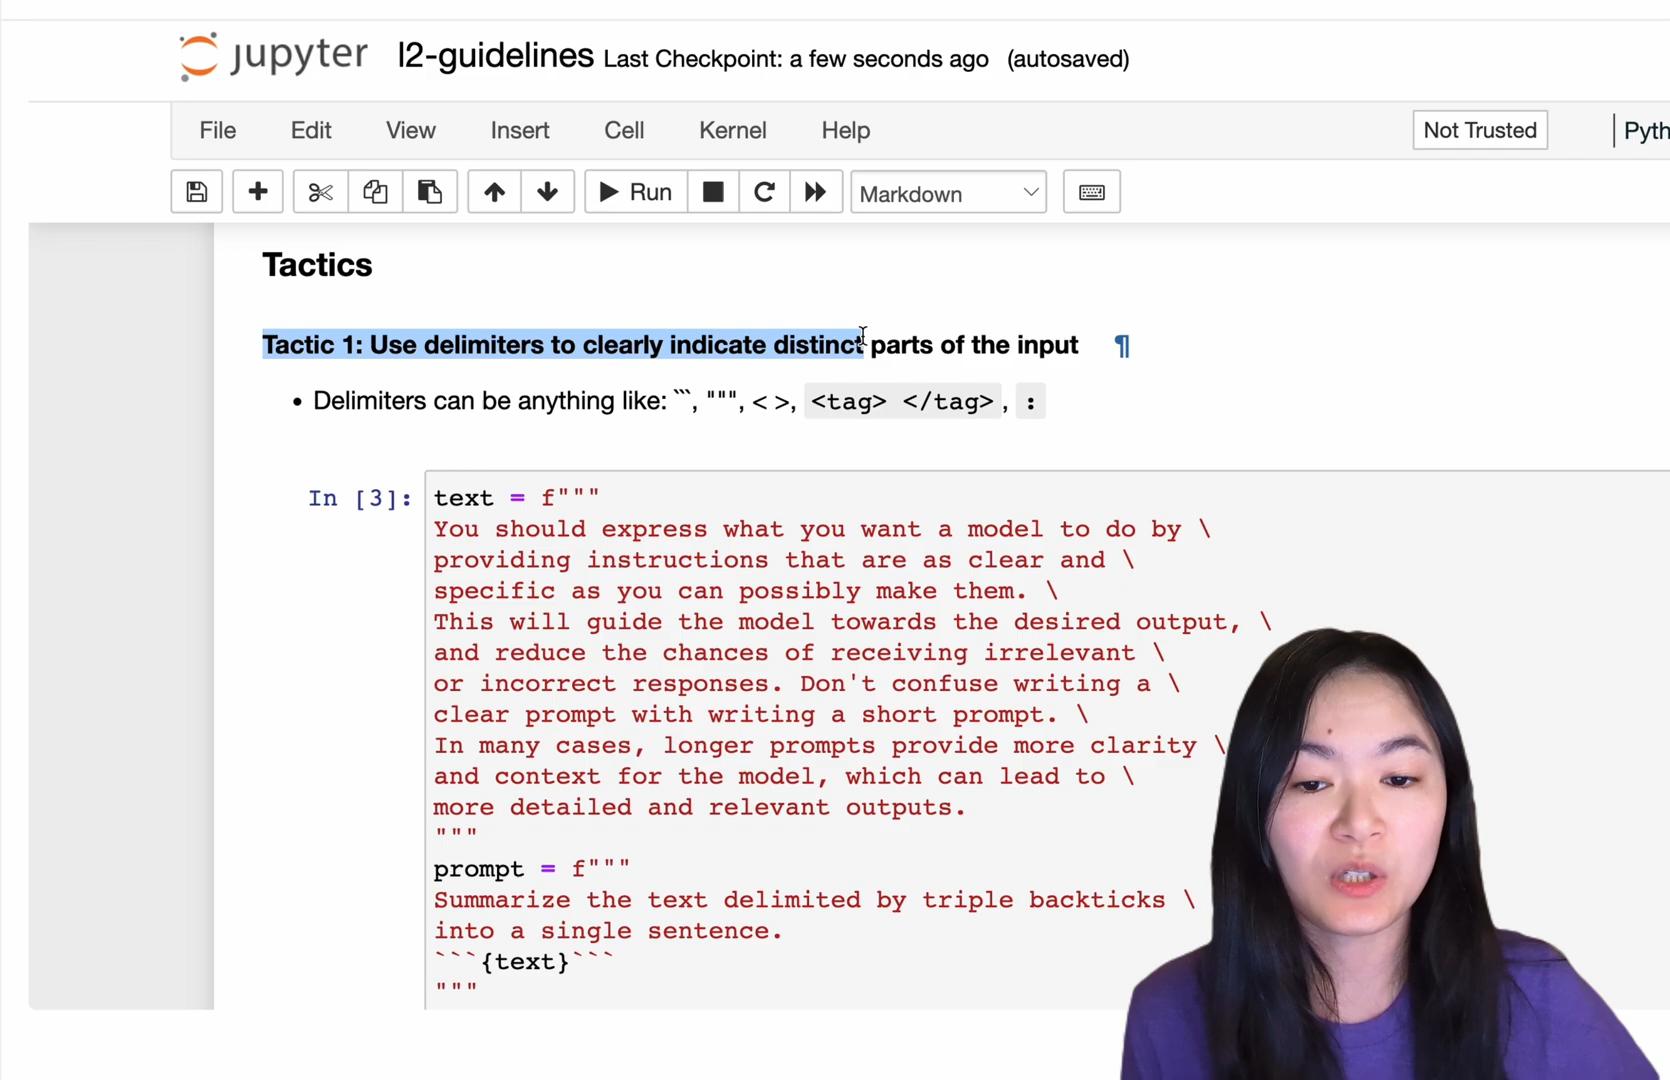 jupyter l2-guidelines Last Checkpoint: a few seconds ago (autosaved)
File Edit View Insert Cell Kernel Help Not Trusted Pyth
Run Markdown
Tactics
Tactic 1: Use delimiters to clearly indicate distinct parts of the input ¶
• Delimiters can be anything like: ```, """, < >, <tag> </tag>, :
In [3]: text = f"""
You should express what you want a model to do by \
providing instructions that are as clear and \
specific as you can possibly make them. \
This will guide the model towards the desired output, \
and reduce the chances of receiving irrelevant \
or incorrect responses. Don't confuse writing a \
clear prompt with writing a short prompt. \
In many cases, longer prompts provide more clarity \
and context for the model, which can lead to \
more detailed and relevant outputs.
"""
prompt = f"""
Summarize the text delimited by triple backticks \
into a single sentence.
```{text}```
"""